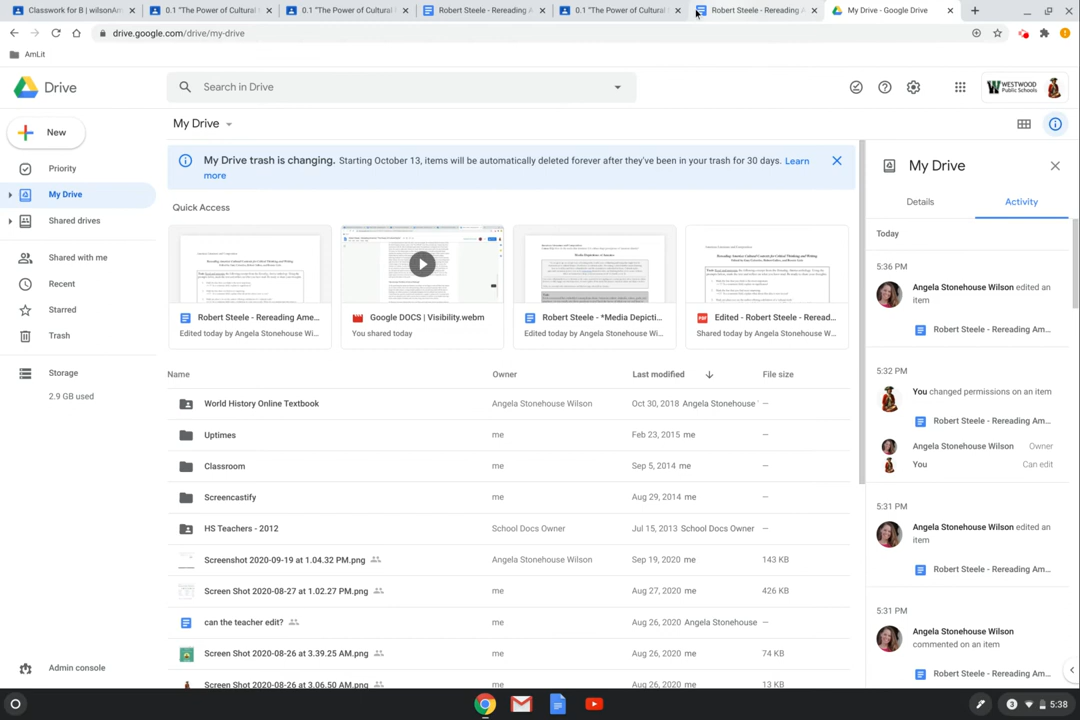 Classwork for B | wilsonAm
0.1 "The Power of Cultural
0.1 "The Power of Cultural
Robert Steele - Rereading
0.1 "The Power of Cultural
Robert Steele - Rereading
My Drive - Google Drive
drive.google.com/drive/my-drive
AmLit
Drive
Search in Drive
WESTWOOD
Public Schools
New
My Drive
My Drive
Priority
My Drive trash is changing. Starting October 13, items will be automatically deleted forever after they've been in your trash for 30 days. Learn
more
My Drive
Details
Activity
Shared drives
Quick Access
Today
Shared with me
Recent
Starred
Trash
5:36 PM
Angela Stonehouse Wilson edited an
item
Robert Steele - Rereading Ame...
Google DOCS | Visibility.webm
Robert Steele - *Media Depicti...
Edited - Robert Steele - Reread...
Robert Steele - Rereading Am...
Edited today by Angela Stonehouse Wi...
You shared today
Edited today by Angela Stonehouse Wi...
Shared today by Angela Stonehouse W...
Storage
2.9 GB used
Name
Owner
Last modified
File size
5:32 PM
You changed permissions on an item
Robert Steele - Rereading Am...
Angela Stonehouse Wilson Owner
You Can edit
World History Online Textbook Angela Stonehouse Wilson Oct 30, 2018 Angela Stonehouse —
Uptimes me Feb 23, 2015 me —
Classroom me Sep 5, 2014 me —
Screencastify me Aug 29, 2014 me —
HS Teachers - 2012 School Docs Owner Jul 15, 2013 School Docs Owner —
Screenshot 2020-09-19 at 1.04.32 PM.png Angela Stonehouse Wilson Sep 19, 2020 me 143 KB
Screen Shot 2020-08-27 at 1.02.27 PM.png me Aug 27, 2020 me 426 KB
can the teacher edit? me Aug 26, 2020 Angela Stonehouse —
Screen Shot 2020-08-26 at 3.39.25 AM.png me Aug 26, 2020 me 74 KB
Screen Shot 2020-08-26 at 3.06.50 AM.png me Aug 26, 2020 me 13 KB
5:31 PM
Angela Stonehouse Wilson edited an
item
Robert Steele - Rereading Am...
5:31 PM
Angela Stonehouse Wilson
commented on an item
Robert Steele - Rereading Am...
Admin console
3
5:38